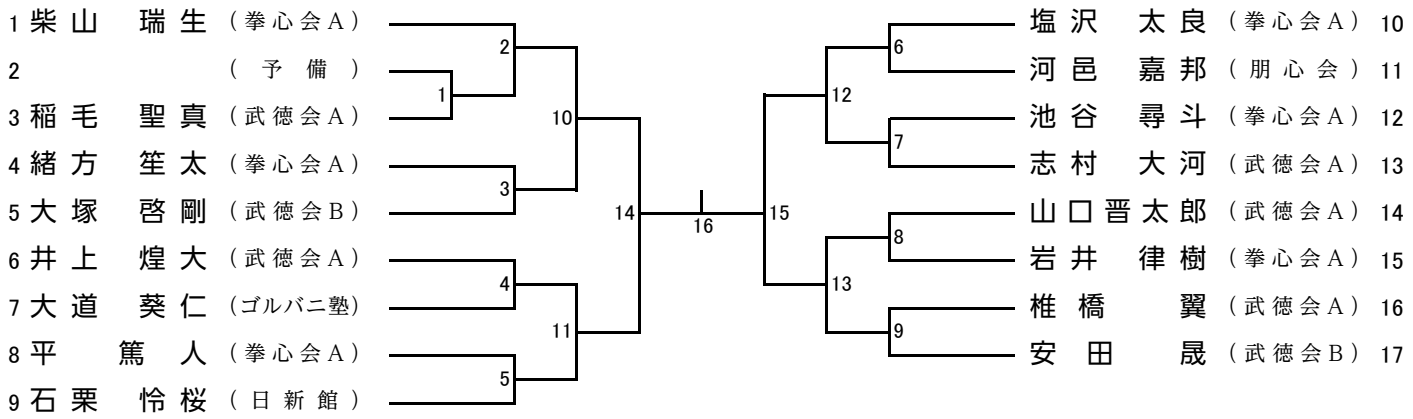 1 柴山 瑞生 (拳心会A)
2 (予備)
3 稲毛 聖真 (武徳会A)
4 緒方 笙太 (拳心会A)
5 大塚 啓剛 (武徳会B)
6 井上 煌大 (武徳会A)
7 大道 葵仁 (ゴルバニ塾)
8 平 篤人 (拳心会A)
9 石栗 怜桜 (日新館)
2
1
10
3
14
4
11
5
16
6
12
7
15
8
13
9
塩沢 太良 (拳心会A) 10
河邑 嘉邦 (朋心会) 11
池谷 尋斗 (拳心会A) 12
志村 大河 (武徳会A) 13
山口晋太郎 (武徳会A) 14
岩井 律樹 (拳心会A) 15
椎橋 翼 (武徳会A) 16
安田 晟 (武徳会B) 17